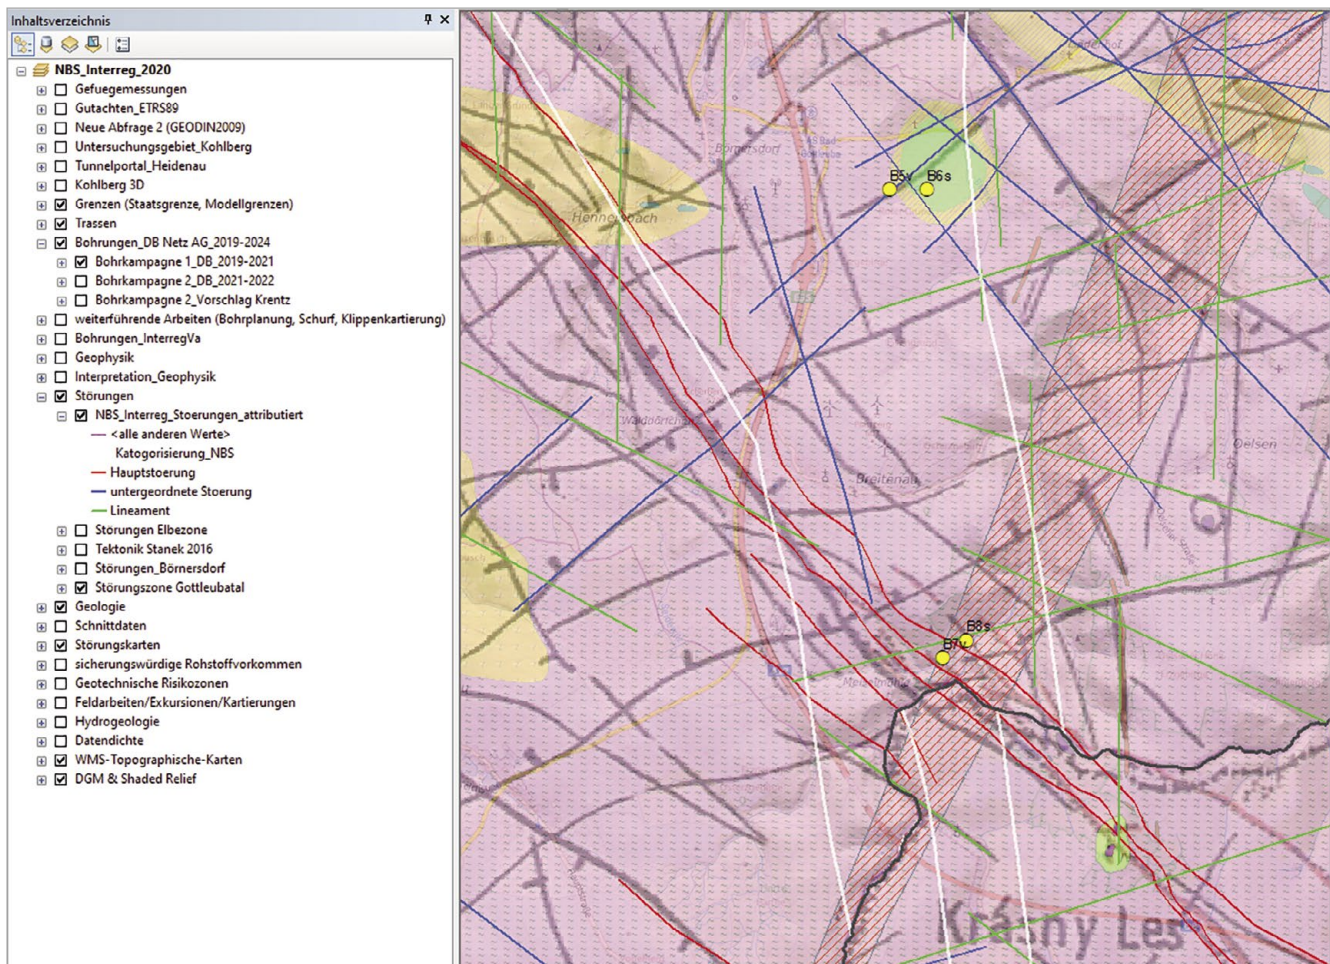 Inhaltsverzeichnis
NBS_Interreg_2020
Gefuegemessungen
Gutachten_ETRS89
Neue Abfrage 2 (GEODIN2009)
Untersuchungsgebiet_Kohlberg
Tunnelportal_Heidenau
Kohlberg 3D
Grenzen (Staatsgrenze, Modellgrenzen)
Trassen
Bohrungen_DB Netz AG_2019-2024
Bohrkampagne 1_DB_2019-2021
Bohrkampagne 2_DB_2021-2022
Bohrkampagne 2_Vorschlag Krentz
weiterführende Arbeiten (Bohrplanung, Schurf, Klippenkartierung)
Bohrungen_InterregVa
Geophysik
Interpretation_Geophysik
Störungen
NBS_Interreg_Stoerungen_attributiert
<alle anderen Werte>
Katogorisierung_NBS
Hauptstoerung
untergeordnete Stoerung
Lineament
Störungen Elbezone
Tektonik Stanek 2016
Störungen_Börnersdorf
Störungszone Gottleubatal
Geologie
Schnittdaten
Störungskarten
sicherungswürdige Rohstoffvorkommen
Geotechnische Risikozonen
Feldarbeiten/Exkursionen/Kartierungen
Hydrogeologie
Datendichte
WMS-Topographische-Karten
DGM & Shaded Relief
Börnersdorf
B5v
B6s
Hennersbach
Waldörfchen
Oelsen
Breitenau
B8s
B7v
Krásný Les